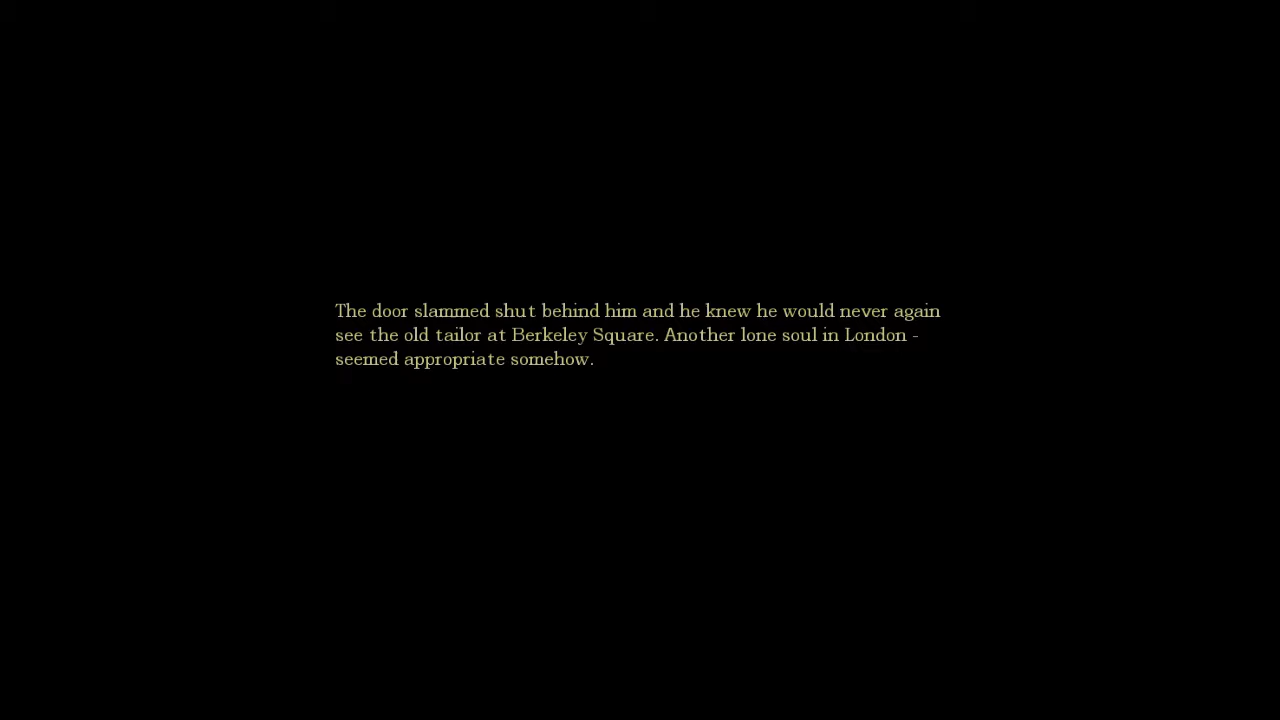 The door slammed shut behind him and he knew he would never again
see the old tailor at Berkeley Square. Another lone soul in London -
seemed appropriate somehow.